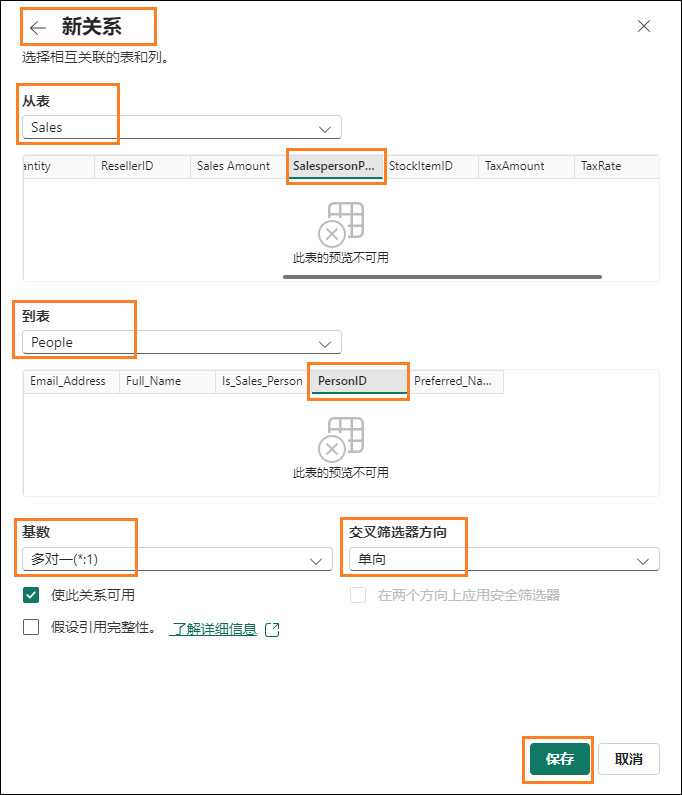 新关系
选择相互关联的表和列。
从表
Sales
antity ResellerID Sales Amount SalespersonP... StockItemID TaxAmount TaxRate
此表的预览不可用
到表
People
Email_Address Full_Name Is_Sales_Person PersonID Preferred_Na...
此表的预览不可用
基数 交叉筛选器方向
多对一(*:1) 单向
使此关系可用 在两个方向上应用安全筛选器
假设引用完整性。 了解详细信息
保存 取消